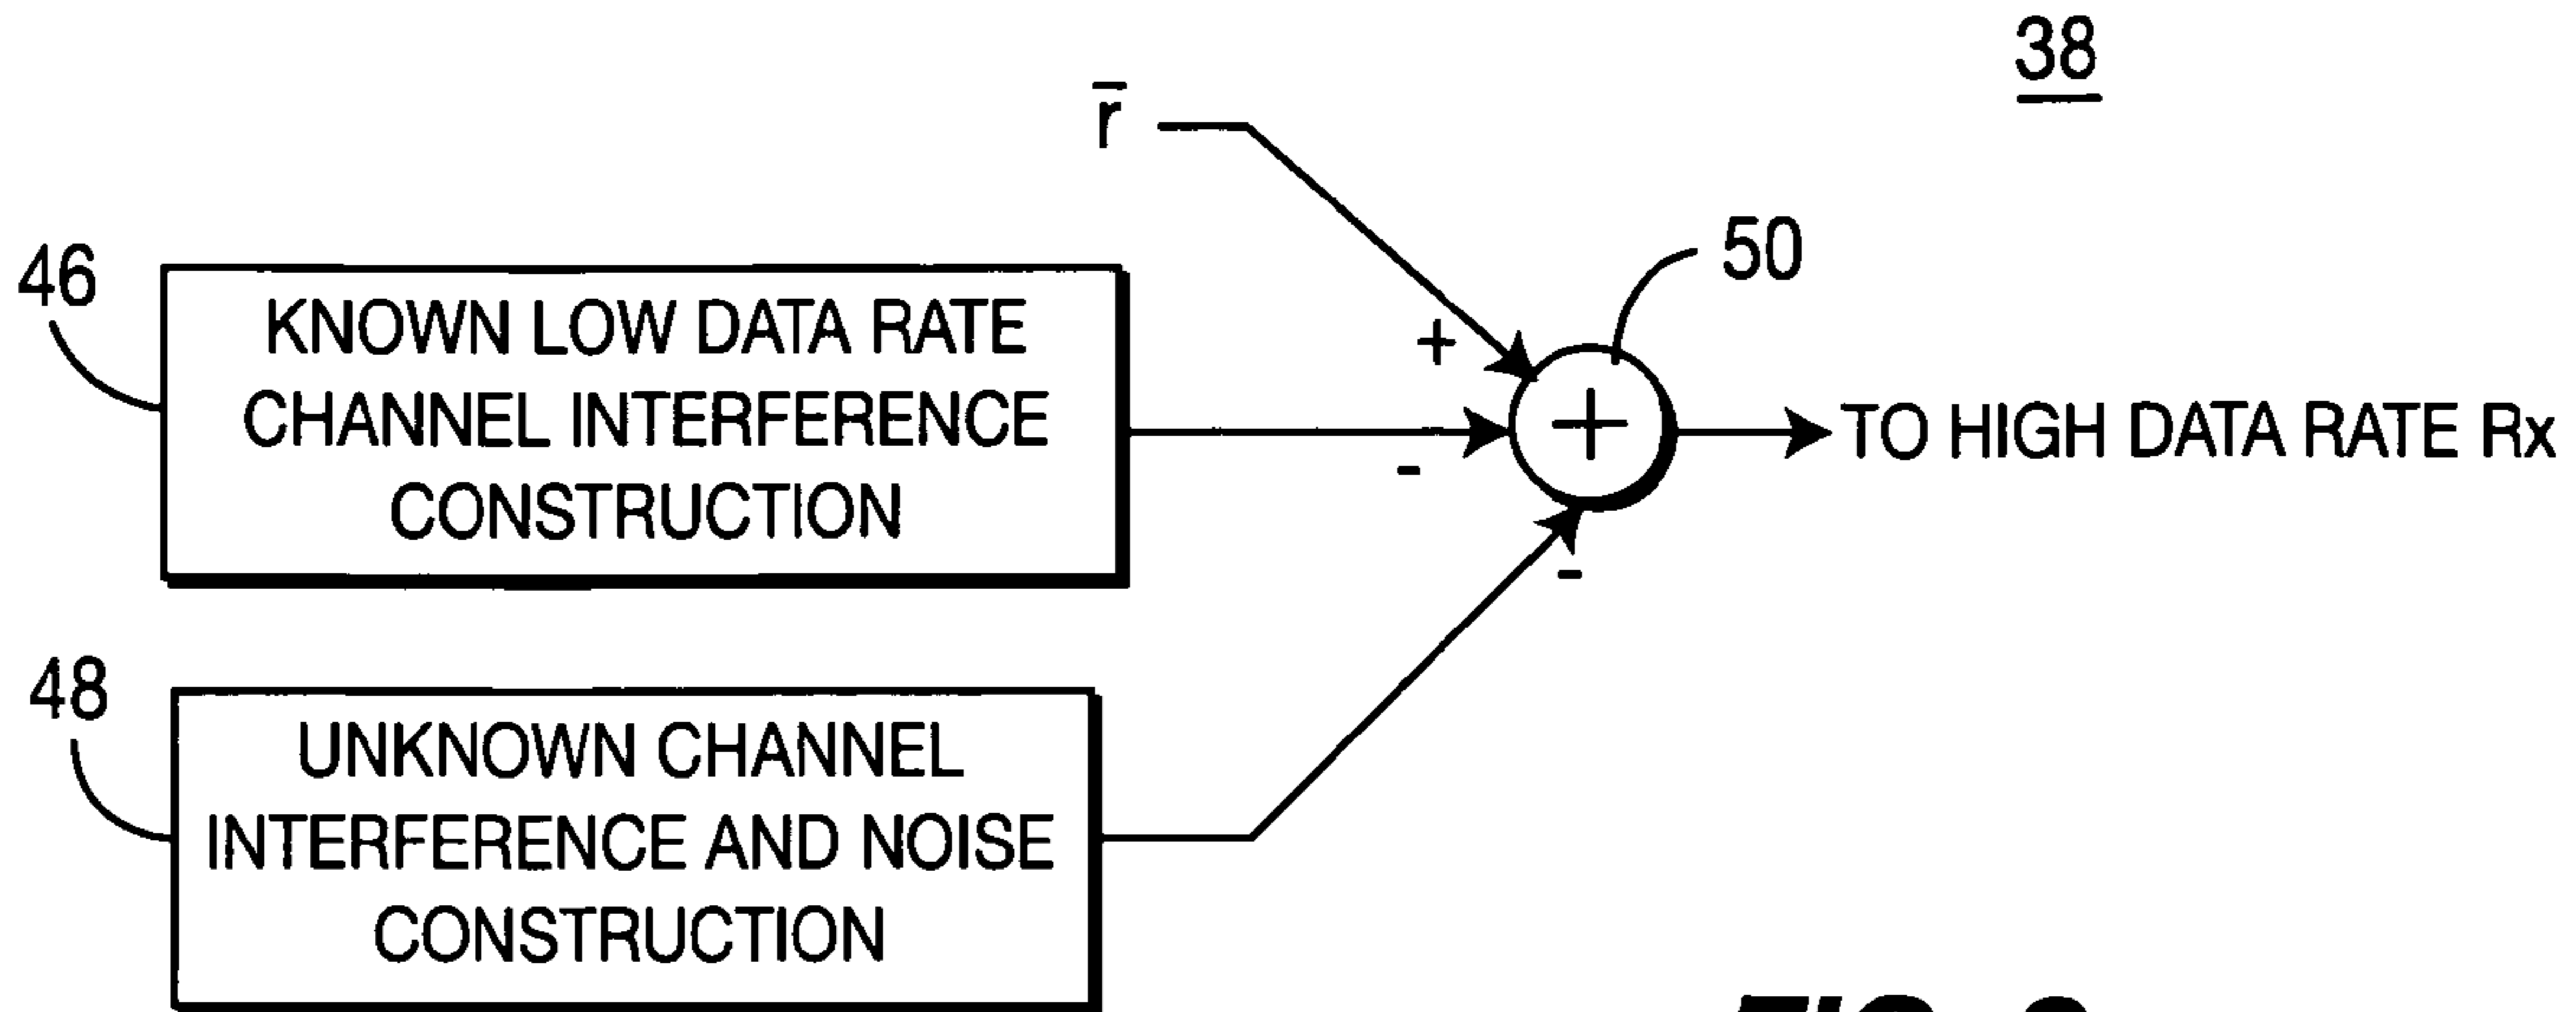 38
r̄
50
46
KNOWN LOW DATA RATE
CHANNEL INTERFERENCE
CONSTRUCTION
+
-
+
TO HIGH DATA RATE Rx
-
48
UNKNOWN CHANNEL
INTERFERENCE AND NOISE
CONSTRUCTION